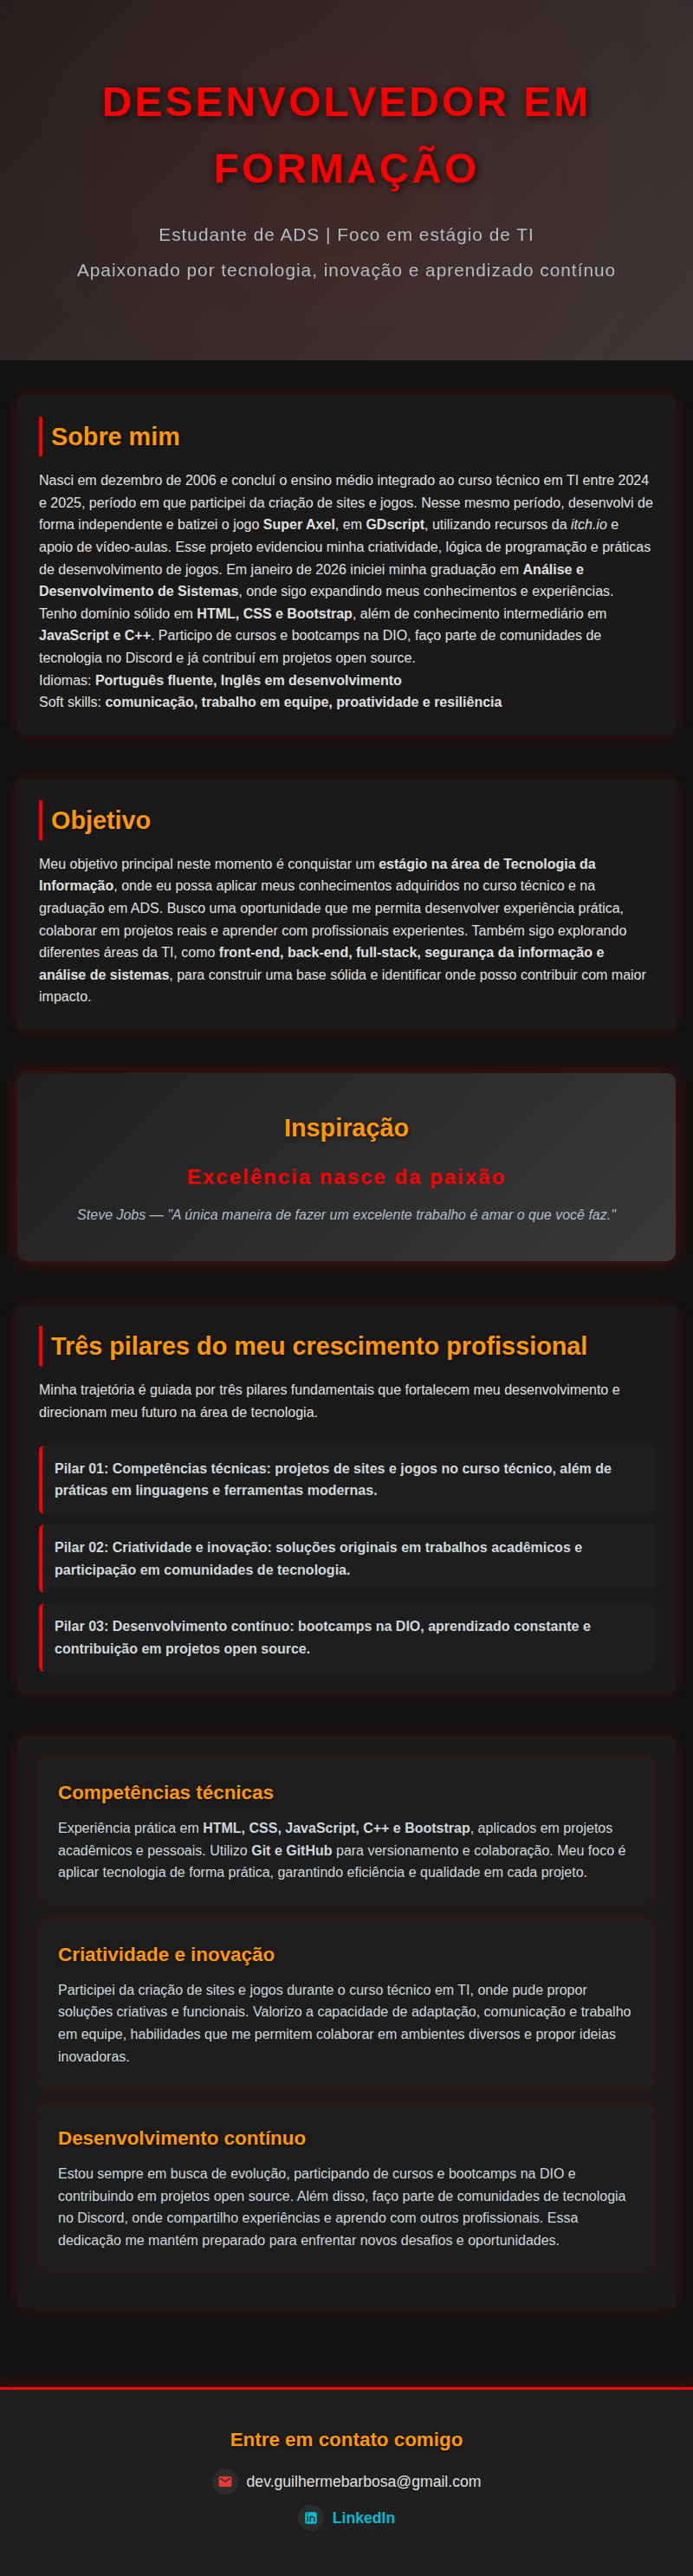 DESENVOLVEDOR EM
FORMAÇÃO
Estudante de ADS | Foco em estágio de TI
Apaixonado por tecnologia, inovação e aprendizado contínuo
Sobre mim
Nasci em dezembro de 2006 e concluí o ensino médio integrado ao curso técnico em TI entre 2024
e 2025, período em que participei da criação de sites e jogos. Nesse mesmo período, desenvolvi de
forma independente e batizei o jogo Super Axel, em GDscript, utilizando recursos da itch.io e
apoio de vídeo-aulas. Esse projeto evidenciou minha criatividade, lógica de programação e práticas
de desenvolvimento de jogos. Em janeiro de 2026 iniciei minha graduação em Análise e
Desenvolvimento de Sistemas, onde sigo expandindo meus conhecimentos e experiências.
Tenho domínio sólido em HTML, CSS e Bootstrap, além de conhecimento intermediário em
JavaScript e C++. Participo de cursos e bootcamps na DIO, faço parte de comunidades de
tecnologia no Discord e já contribuí em projetos open source.
Idiomas: Português fluente, Inglês em desenvolvimento
Soft skills: comunicação, trabalho em equipe, proatividade e resiliência
Objetivo
Meu objetivo principal neste momento é conquistar um estágio na área de Tecnologia da
Informação, onde eu possa aplicar meus conhecimentos adquiridos no curso técnico e na
graduação em ADS. Busco uma oportunidade que me permita desenvolver experiência prática,
colaborar em projetos reais e aprender com profissionais experientes. Também sigo explorando
diferentes áreas da TI, como front-end, back-end, full-stack, segurança da informação e
análise de sistemas, para construir uma base sólida e identificar onde posso contribuir com maior
impacto.
Inspiração
Excelência nasce da paixão
Steve Jobs — "A única maneira de fazer um excelente trabalho é amar o que você faz."
Três pilares do meu crescimento profissional
Minha trajetória é guiada por três pilares fundamentais que fortalecem meu desenvolvimento e
direcionam meu futuro na área de tecnologia.
Pilar 01: Competências técnicas: projetos de sites e jogos no curso técnico, além de
práticas em linguagens e ferramentas modernas.
Pilar 02: Criatividade e inovação: soluções originais em trabalhos acadêmicos e
participação em comunidades de tecnologia.
Pilar 03: Desenvolvimento contínuo: bootcamps na DIO, aprendizado constante e
contribuição em projetos open source.
Competências técnicas
Experiência prática em HTML, CSS, JavaScript, C++ e Bootstrap, aplicados em projetos
acadêmicos e pessoais. Utilizo Git e GitHub para versionamento e colaboração. Meu foco é
aplicar tecnologia de forma prática, garantindo eficiência e qualidade em cada projeto.
Criatividade e inovação
Participei da criação de sites e jogos durante o curso técnico em TI, onde pude propor
soluções criativas e funcionais. Valorizo a capacidade de adaptação, comunicação e trabalho
em equipe, habilidades que me permitem colaborar em ambientes diversos e propor ideias
inovadoras.
Desenvolvimento contínuo
Estou sempre em busca de evolução, participando de cursos e bootcamps na DIO e
contribuindo em projetos open source. Além disso, faço parte de comunidades de tecnologia
no Discord, onde compartilho experiências e aprendo com outros profissionais. Essa
dedicação me mantém preparado para enfrentar novos desafios e oportunidades.
Entre em contato comigo
dev.guilhermebarbosa@gmail.com
LinkedIn